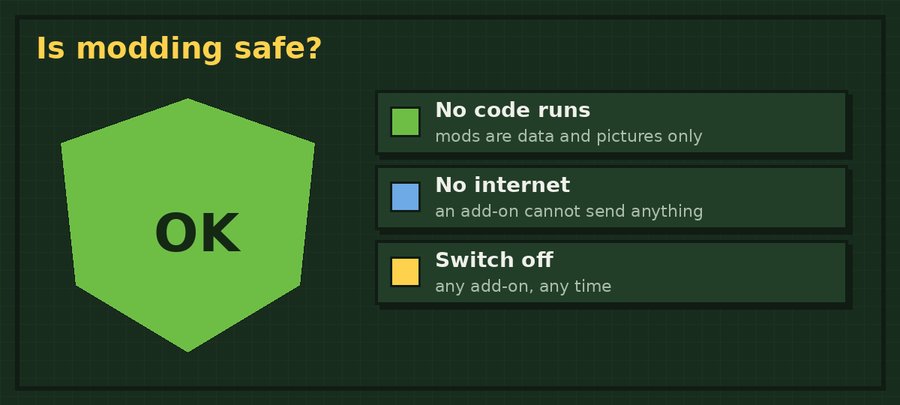 Is modding safe?
OK
No code runs
mods are data and pictures only
No internet
an add-on cannot send anything
Switch off
any add-on, any time